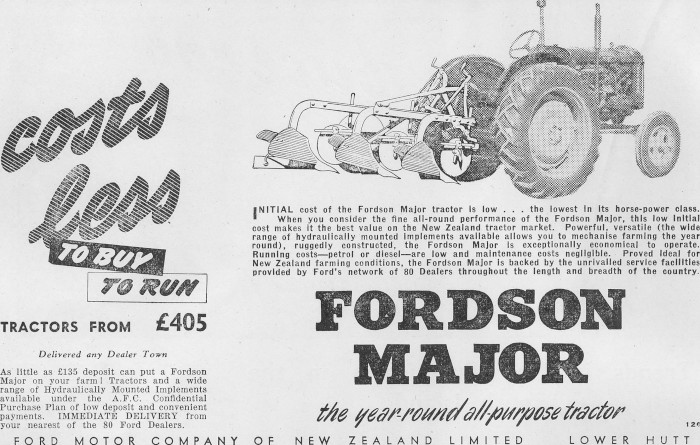 costs
less
TO BUY
TO RUN
TRACTORS FROM £405
Delivered any Dealer Town
As little as £135 deposit can put a Fordson
Major on your farm! Tractors and a wide
range of Hydraulically Mounted Implements
available under the A.F.C. Confidential
Purchase Plan of low deposit and convenient
payments. IMMEDIATE DELIVERY from
your nearest of the 80 Ford Dealers.
INITIAL cost of the Fordson Major tractor is low . . . the lowest in its horse-power class.
When you consider the fine all-round performance of the Fordson Major, this low initial
cost makes it the best value on the New Zealand tractor market. Powerful, versatile (the wide
range of hydraulically mounted implements available allows you to mechanise farming the year
round), ruggedly constructed, the Fordson Major is exceptionally economical to operate.
Running costs—petrol or diesel—are low and maintenance costs negligible. Proved ideal for
New Zealand farming conditions, the Fordson Major is backed by the unrivalled service facilities
provided by Ford's network of 80 Dealers throughout the length and breadth of the country.
FORDSON
MAJOR
the year-round all-purpose tractor
FORD MOTOR COMPANY OF NEW ZEALAND LIMITED LOWER HUTT